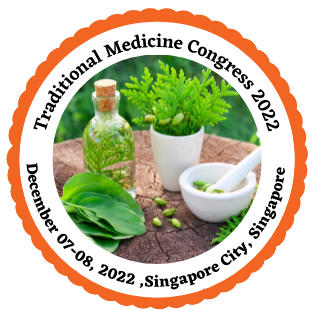 Traditional Medicine Congress 2022
December 07-08, 2022 ,Singapore City, Singapore